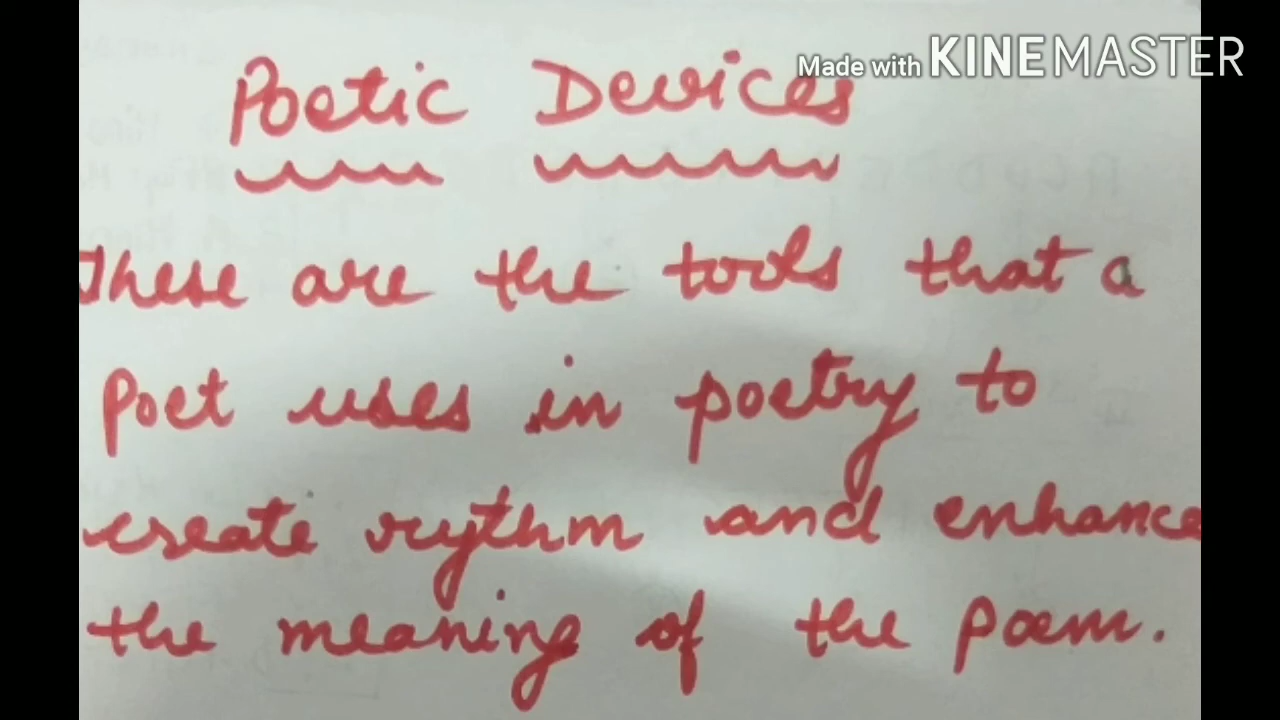 Made with KINEMASTER
Poetic Devices
These are the tools that a
Poet uses in poetry to
create rythm and enhance
the meaning of the poem.